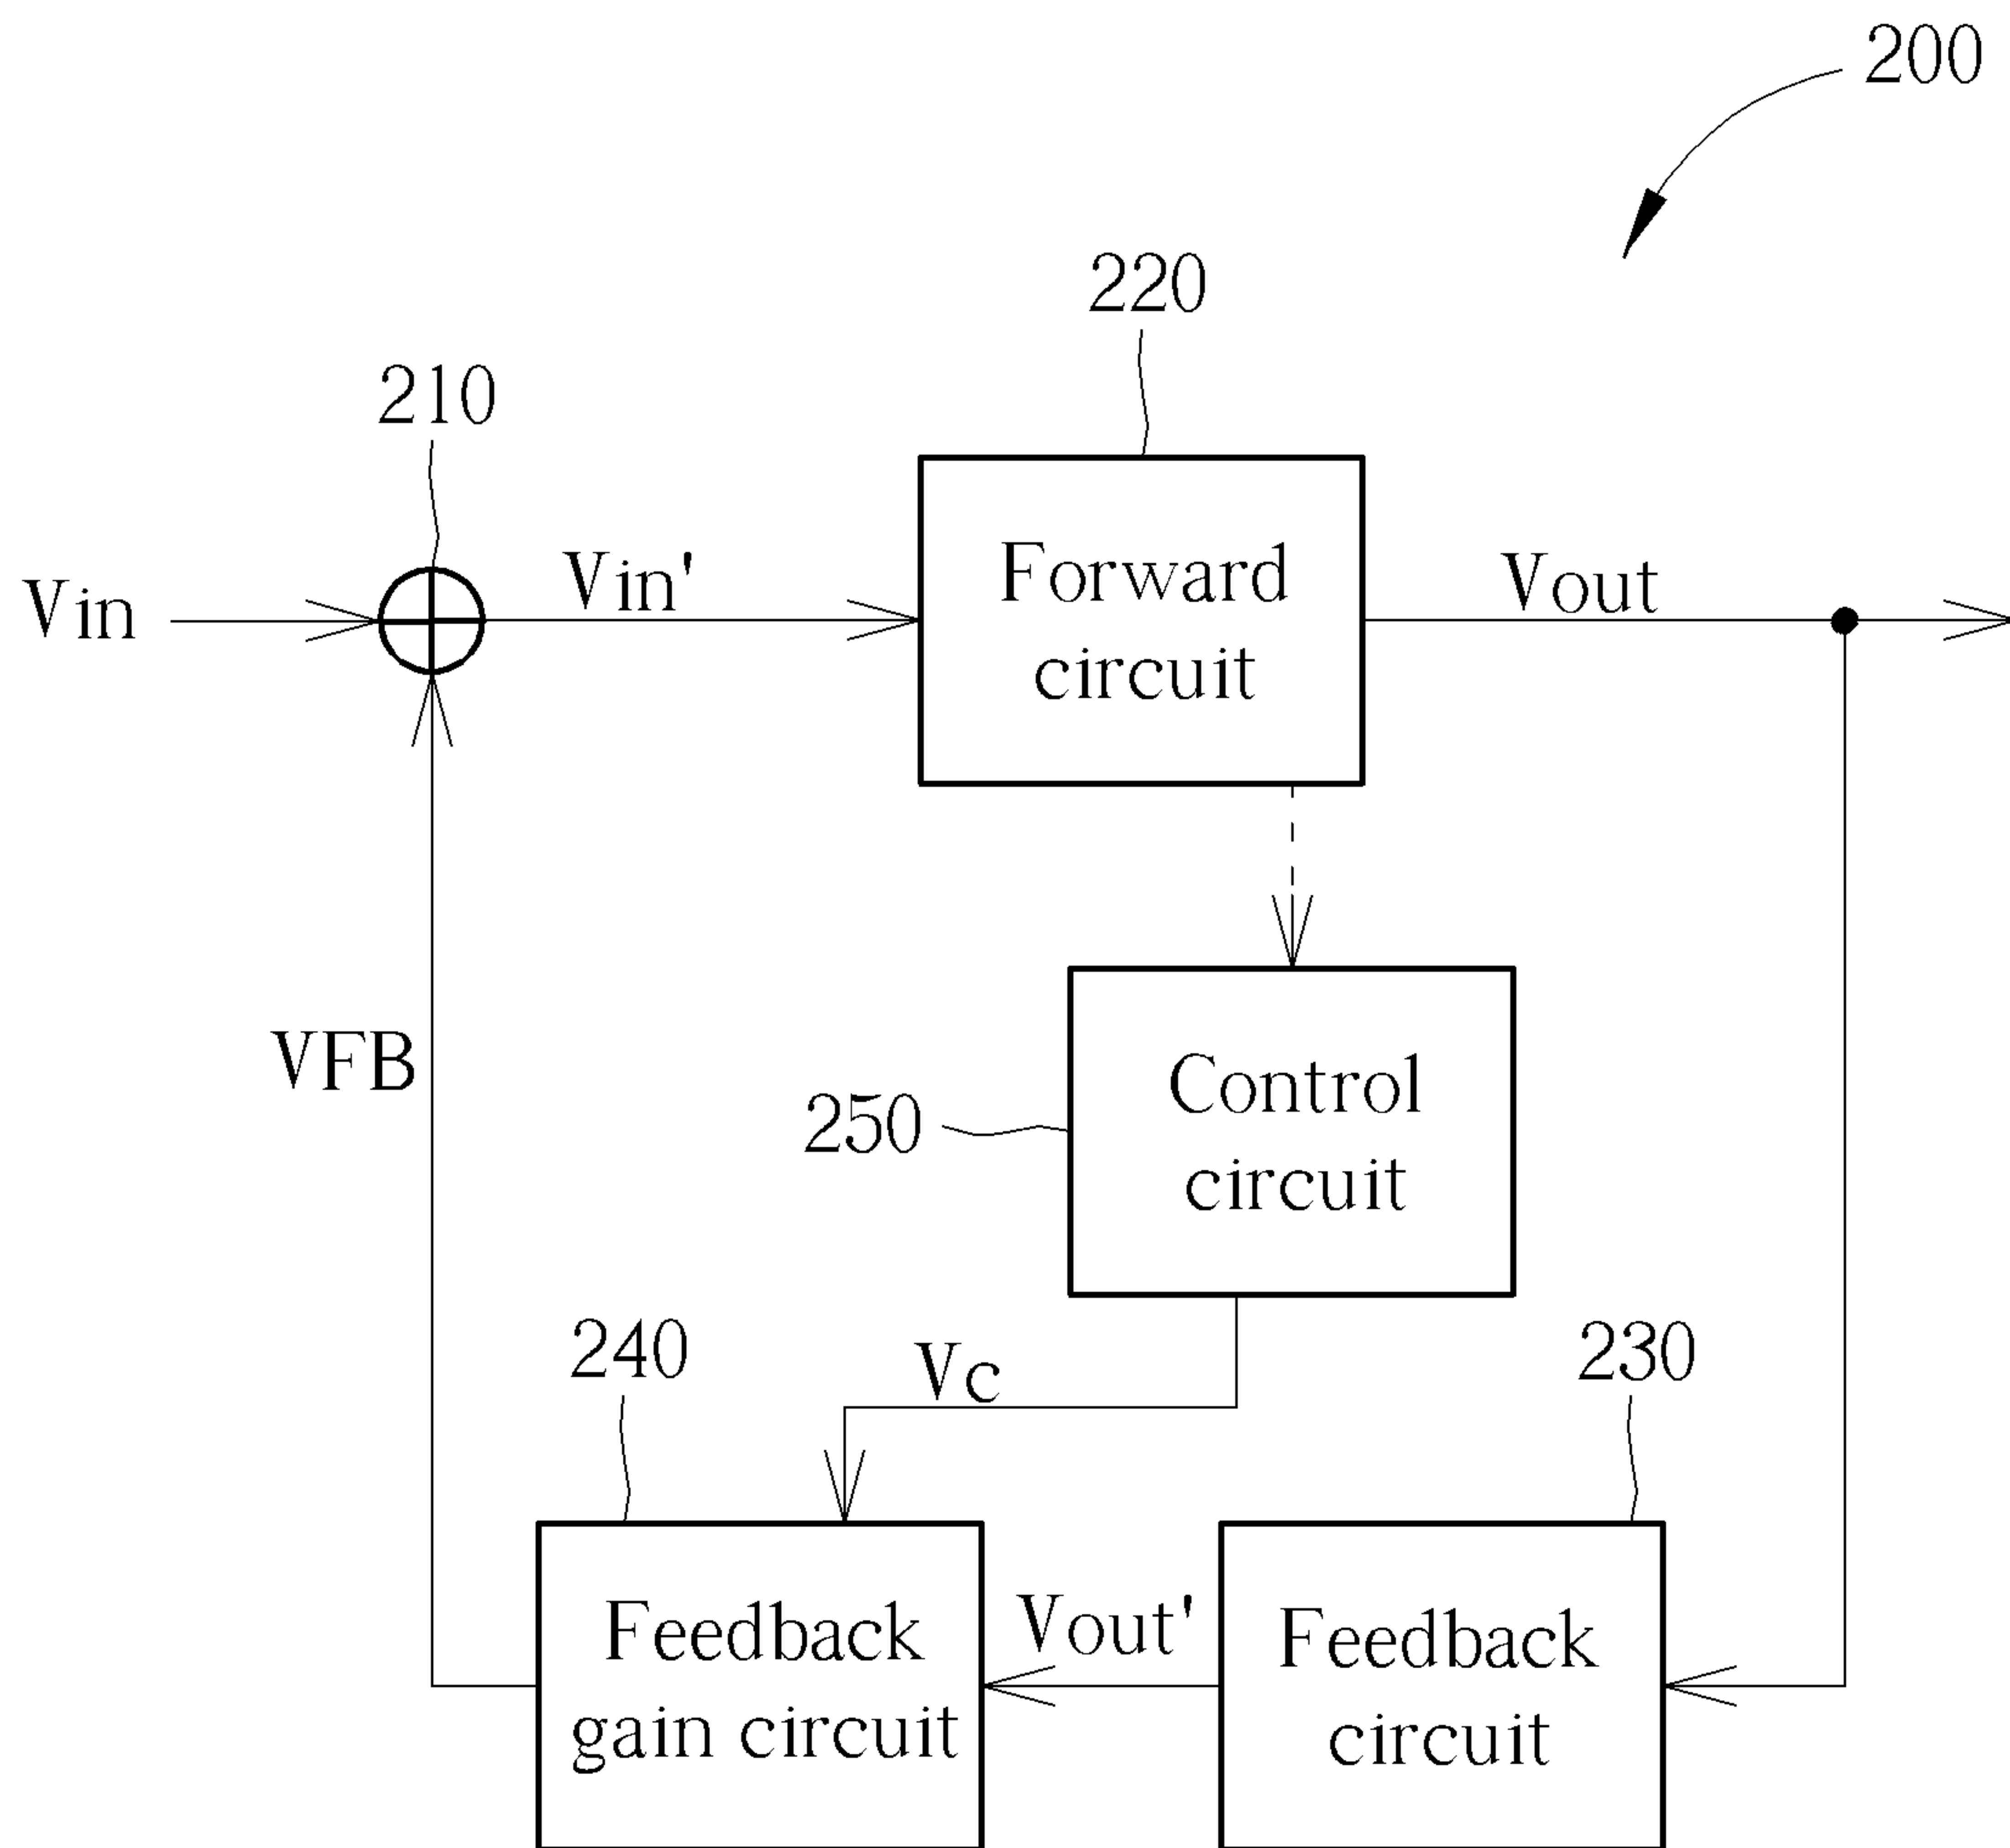 200
220
210
Vin
Vin'
Forward
circuit
Vout
VFB
250
Control
circuit
240
Vc
230
Feedback
gain circuit
Vout'
Feedback
circuit